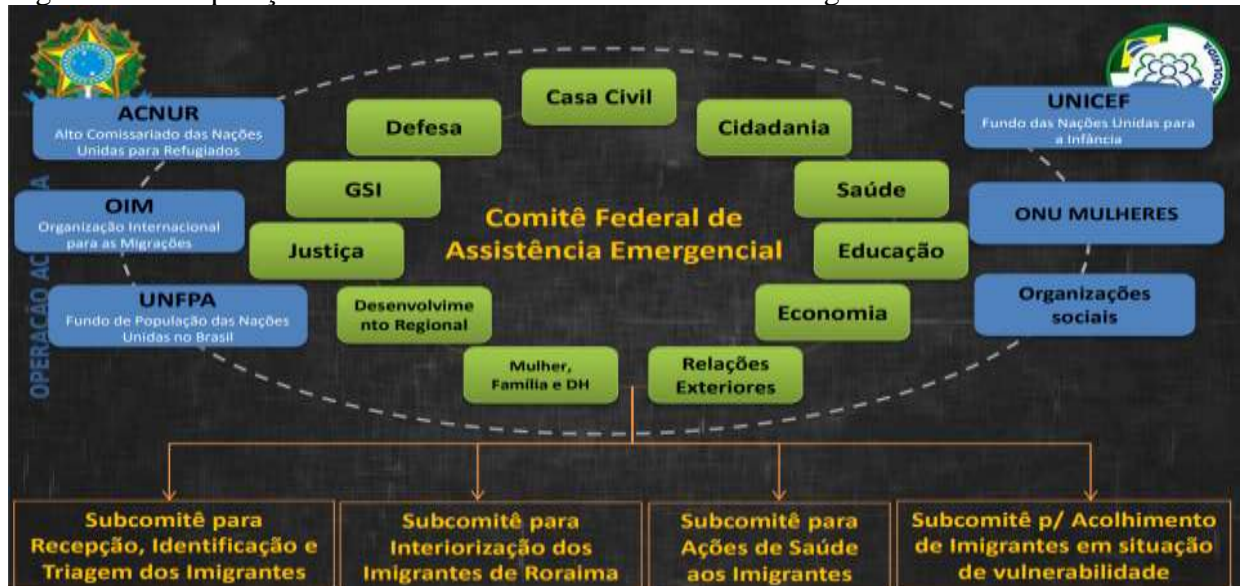 ACNUR
Alto Comissariado das Nações
Unidas para Refugiados
OIM
Organização Internacional
para as Migrações
UNFPA
Fundo de População das Nações
Unidas no Brasil
Casa Civil
Defesa
Cidadania
GSI
Saúde
Justiça
Educação
Desenvolvime
nto Regional
Economia
Mulher,
Família e DH
Relações
Exteriores
Comitê Federal de
Assistência Emergencial
UNICEF
Fundo das Nações Unidas para
a Infância
ONU MULHERES
Organizações
sociais
OPERAÇÃO
Subcomitê para
Recepção, Identificação e
Triagem dos Imigrantes
Subcomitê para
Interiorização dos
Imigrantes de Roraima
Subcomitê para
Ações de Saúde
aos Imigrantes
Subcomitê p/ Acolhimento
de Imigrantes em situação
de vulnerabilidade